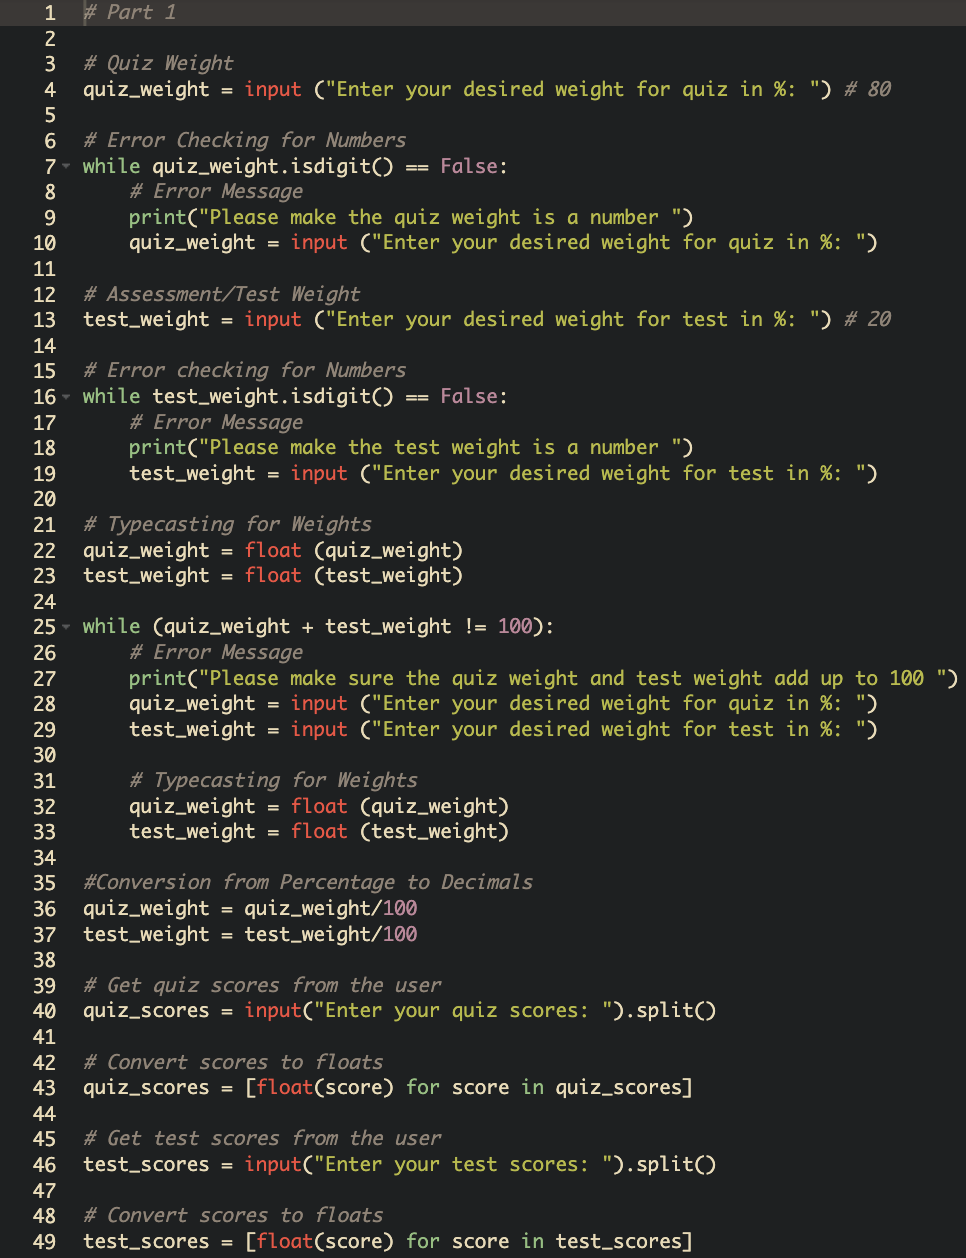 1 # Part 1
2
3 # Quiz Weight
4 quiz_weight = input ("Enter your desired weight for quiz in %: ") # 80
5
6 # Error Checking for Numbers
7 while quiz_weight.isdigit() == False:
8     # Error Message
9     print("Please make the quiz weight is a number ")
10     quiz_weight = input ("Enter your desired weight for quiz in %: ")
11
12 # Assessment/Test Weight
13 test_weight = input ("Enter your desired weight for test in %: ") # 20
14
15 # Error checking for Numbers
16 while test_weight.isdigit() == False:
17     # Error Message
18     print("Please make the test weight is a number ")
19     test_weight = input ("Enter your desired weight for test in %: ")
20
21 # Typecasting for Weights
22 quiz_weight = float (quiz_weight)
23 test_weight = float (test_weight)
24
25 while (quiz_weight + test_weight != 100):
26     # Error Message
27     print("Please make sure the quiz weight and test weight add up to 100 ")
28     quiz_weight = input ("Enter your desired weight for quiz in %: ")
29     test_weight = input ("Enter your desired weight for test in %: ")
30
31     # Typecasting for Weights
32     quiz_weight = float (quiz_weight)
33     test_weight = float (test_weight)
34
35 #Conversion from Percentage to Decimals
36 quiz_weight = quiz_weight/100
37 test_weight = test_weight/100
38
39 # Get quiz scores from the user
40 quiz_scores = input("Enter your quiz scores: ").split()
41
42 # Convert scores to floats
43 quiz_scores = [float(score) for score in quiz_scores]
44
45 # Get test scores from the user
46 test_scores = input("Enter your test scores: ").split()
47
48 # Convert scores to floats
49 test_scores = [float(score) for score in test_scores]